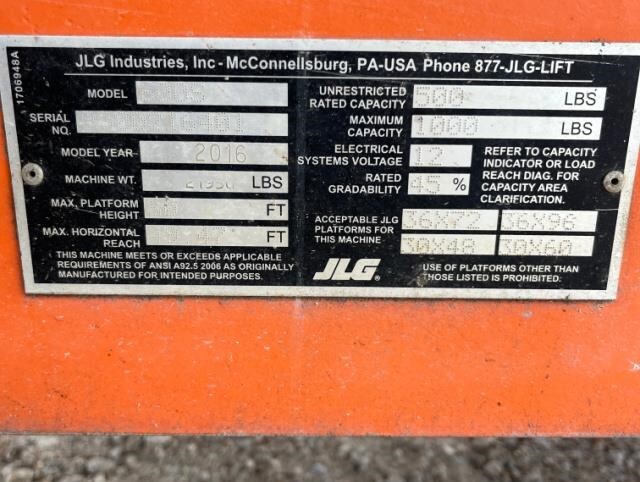 1706948A
JLG Industries, Inc - McConnellsburg, PA-USA Phone 877-JLG-LIFT
MODEL
SERIAL NO.
MODEL YEAR 2016
MACHINE WT. LBS
MAX. PLATFORM HEIGHT FT
MAX. HORIZONTAL REACH FT
THIS MACHINE MEETS OR EXCEEDS APPLICABLE
REQUIREMENTS OF ANSI A92.5 2006 AS ORIGINALLY
MANUFACTURED FOR INTENDED PURPOSES.
UNRESTRICTED
RATED CAPACITY 500 LBS
MAXIMUM
CAPACITY 1000 LBS
ELECTRICAL
SYSTEMS VOLTAGE 12
RATED
GRADABILITY 45 %
REFER TO CAPACITY
INDICATOR OR LOAD
REACH DIAG. FOR
CAPACITY AREA
CLARIFICATION.
ACCEPTABLE JLG
PLATFORMS FOR
THIS MACHINE
36X72 36X96
30X48 30X60
JLG®
USE OF PLATFORMS OTHER THAN
THOSE LISTED IS PROHIBITED.